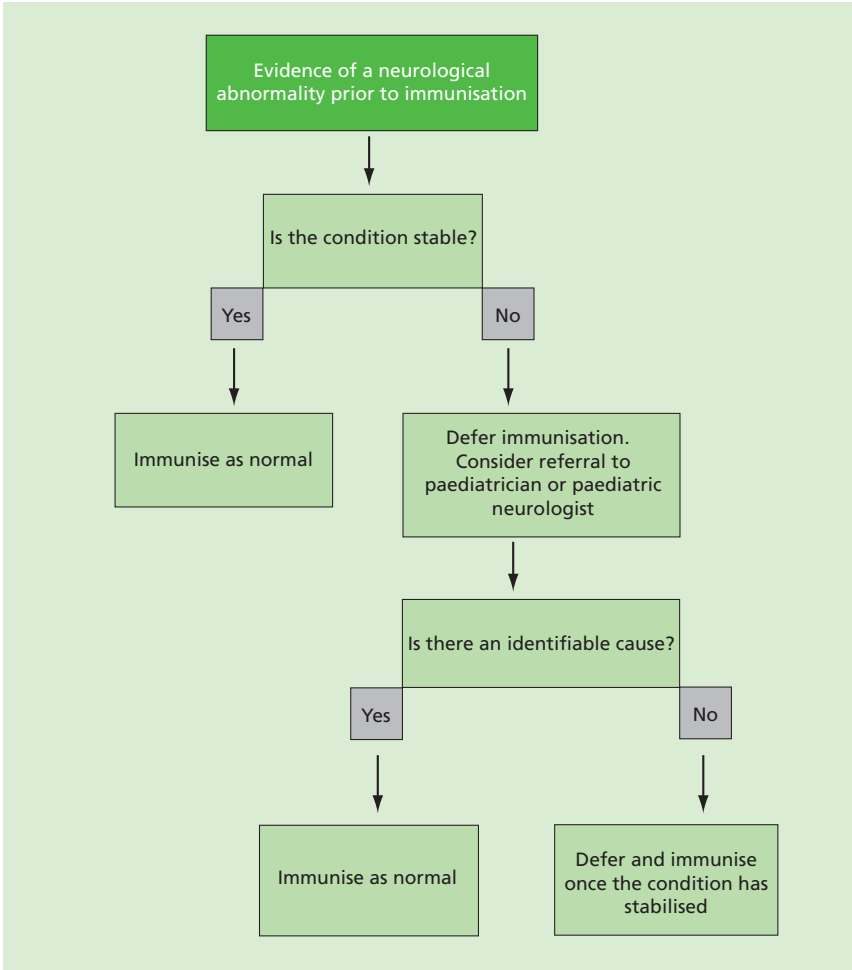 Evidence of a neurological
abnormality prior to immunisation
Is the condition stable?
Yes
No
Immunise as normal
Defer immunisation.
Consider referral to
paediatrician or paediatric
neurologist
Is there an identifiable cause?
Yes
No
Immunise as normal
Defer and immunise
once the condition has
stabilised